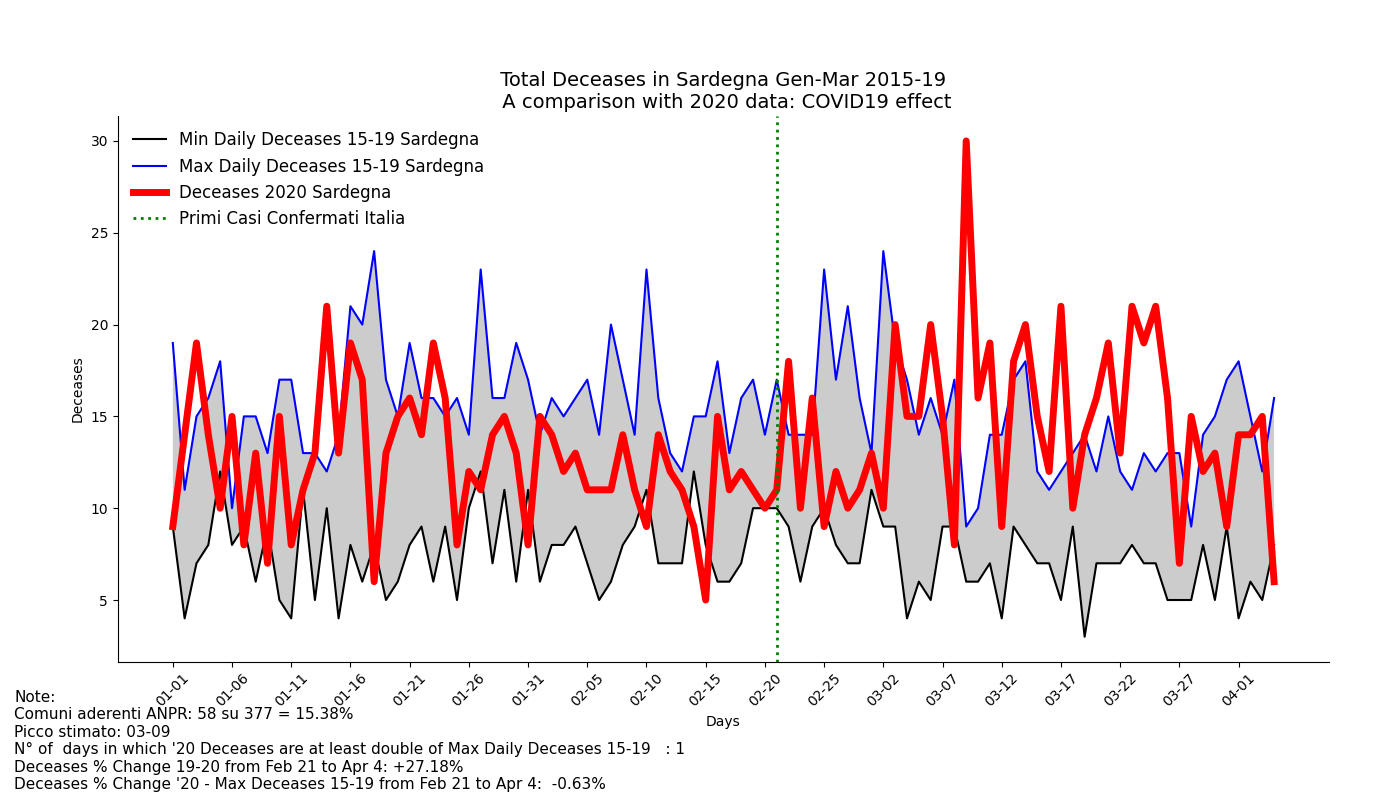 Total Deceases in Sardegna Gen-Mar 2015-19
A comparison with 2020 data: COVID19 effect
Min Daily Deceases 15-19 Sardegna
Max Daily Deceases 15-19 Sardegna
Deceases 2020 Sardegna
Primi Casi Confermati Italia
Deceases
30
25
20
15
10
5
01-01
01-06
01-11
01-16
01-21
01-26
01-31
02-05
02-10
02-15
02-20
02-25
03-02
03-07
03-12
03-17
03-22
03-27
04-01
Days
Note:
Comuni aderenti ANPR: 58 su 377 = 15.38%
Picco stimato: 03-09
N° of  days in which '20 Deceases are at least double of Max Daily Deceases 15-19   : 1
Deceases % Change 19-20 from Feb 21 to Apr 4: +27.18%
Deceases % Change '20 - Max Deceases 15-19 from Feb 21 to Apr 4:  -0.63%